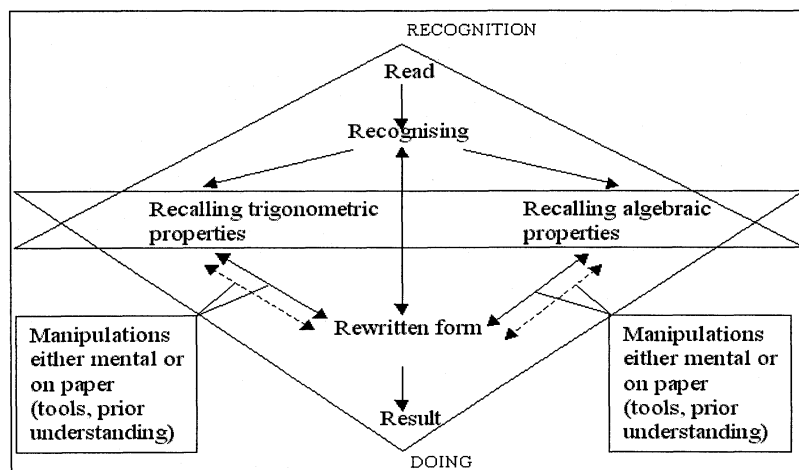 RECOGNITION
Read
Recognising
Recalling trigonometric
properties
Recalling algebraic
properties
Rewritten form
Manipulations
either mental or
on paper
(tools, prior
understanding)
Manipulations
either mental or
on paper
(tools, prior
understanding)
Result
DOING